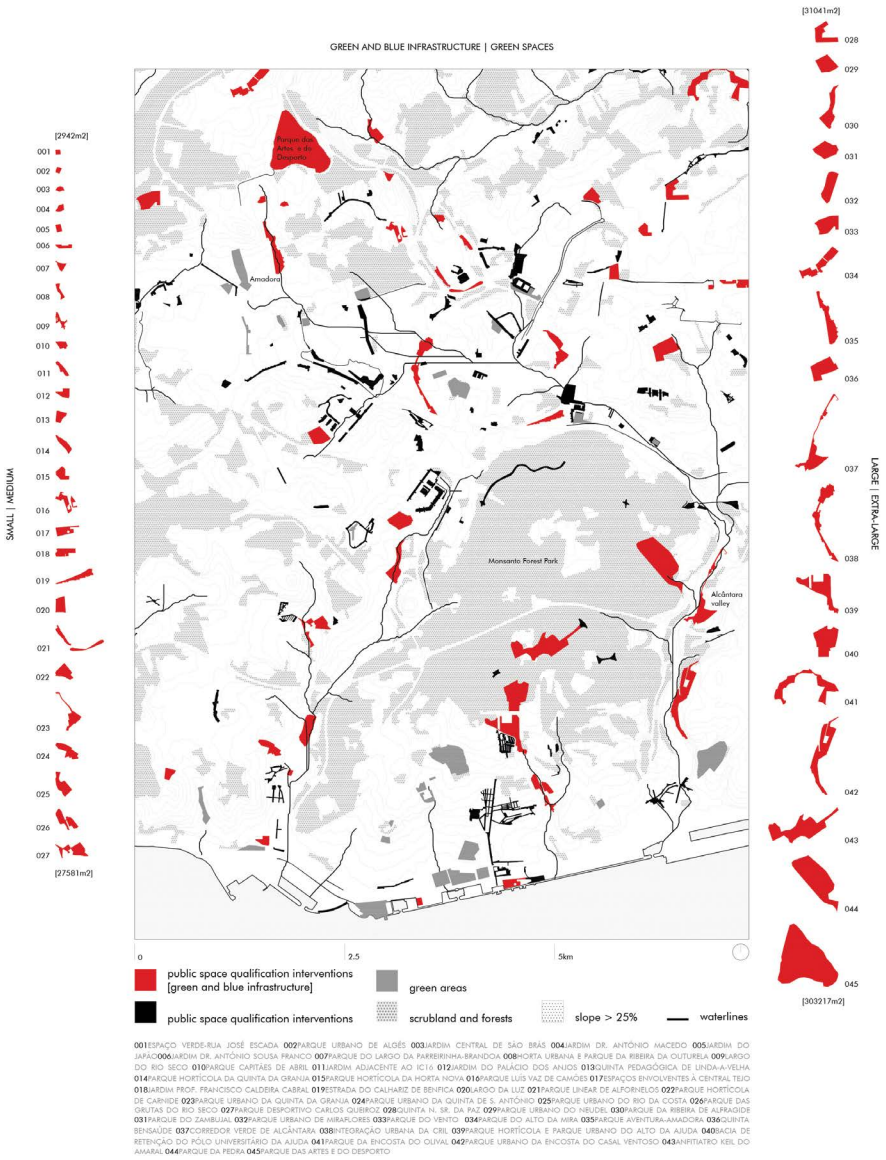 GREEN AND BLUE INFRASTRUCTURE | GREEN SPACES
SMALL | MEDIUM
[2942m2]
001
002
003
004
005
006
007
008
009
010
011
012
013
014
015
016
017
018
019
020
021
022
023
024
025
026
027
[27581m2]
Parque das
Artes e do
Desporto
Amadora
Monsanto Forest Park
Alcântara
valley
LARGE | EXTRA-LARGE
[31041m2]
028
029
030
031
032
033
034
035
036
037
038
039
040
041
042
043
044
045
[303217m2]
0
2.5
5km
public space qualification interventions
[green and blue infrastructure]
green areas
public space qualification interventions
scrubland and forests
slope > 25%
waterlines
001ESPAÇO VERDE-RUA JOSÉ ESCADA 002PARQUE URBANO DE ALGÉS 003JARDIM CENTRAL DE SÃO BRÁS 004JARDIM DR. ANTÓNIO MACEDO 005JARDIM DO
JAPÃO006JARDIM DR. ANTÓNIO SOUSA FRANCO 007PARQUE DO LARGO DA PARREIRINHA-BRANDOA 008HORTA URBANA E PARQUE DA RIBEIRA DA OUTURELA 009LARGO
DO RIO SECO 010PARQUE CAPITÃES DE ABRIL 011JARDIM ADJACENTE AO IC16 012JARDIM DO PALÁCIO DOS ANJOS 013QUINTA PEDAGÓGICA DE LINDA-A-VELHA
014PARQUE HORTÍCOLA DA QUINTA DA GRANJA 015PARQUE HORTÍCOLA DA HORTA NOVA 016PARQUE LUIS VAZ DE CAMÕES 017ESPAÇOS ENVOLVENTES À CENTRAL TEJO
018JARDIM PROF. FRANCISCO CALDEIRA CABRAL 019ESTRADA DO CALHARIZ DE BENFICA 020LARGO DA LUZ 021PARQUE LINEAR DE ALFORNELOS 022PARQUE HORTÍCOLA
DE CARNIDE 023PARQUE URBANO DA QUINTA DA GRANJA 024PARQUE URBANO DA QUINTA DE S. ANTÓNIO 025PARQUE URBANO DO RIO DA COSTA 026PARQUE DAS
GRUTAS DO RIO SECO 027PARQUE DESPORTIVO CARLOS QUEIROZ 028QUINTA N. SR. DA PAZ 029PARQUE URBANO DO NEUDEL 030PARQUE DA RIBEIRA DE ALFRAGIDE
031PARQUE DO ZAMBUJAL 032PARQUE URBANO DE MIRAFLORES 033PARQUE DO VENTO 034PARQUE DO ALTO DA MIRA 035PARQUE AVENTURA-AMADORA 036QUINTA
BENSAÚDE 037CORREDOR VERDE DE ALCÂNTARA 038INTEGRAÇÃO URBANA DA CRIL 039PARQUE HORTÍCOLA E PARQUE URBANO DO ALTO DA AJUDA 040BACIA DE
RETENÇÃO DO PÓLO UNIVERSITÁRIO DA AJUDA 041PARQUE DA ENCOSTA DO OLIVAL 042PARQUE URBANO DA ENCOSTA DO CASAL VENTOSO 043ANFITIATRO KEIL DO
AMARAL 044PARQUE DA PEDRA 045PARQUE DAS ARTES E DO DESPORTO